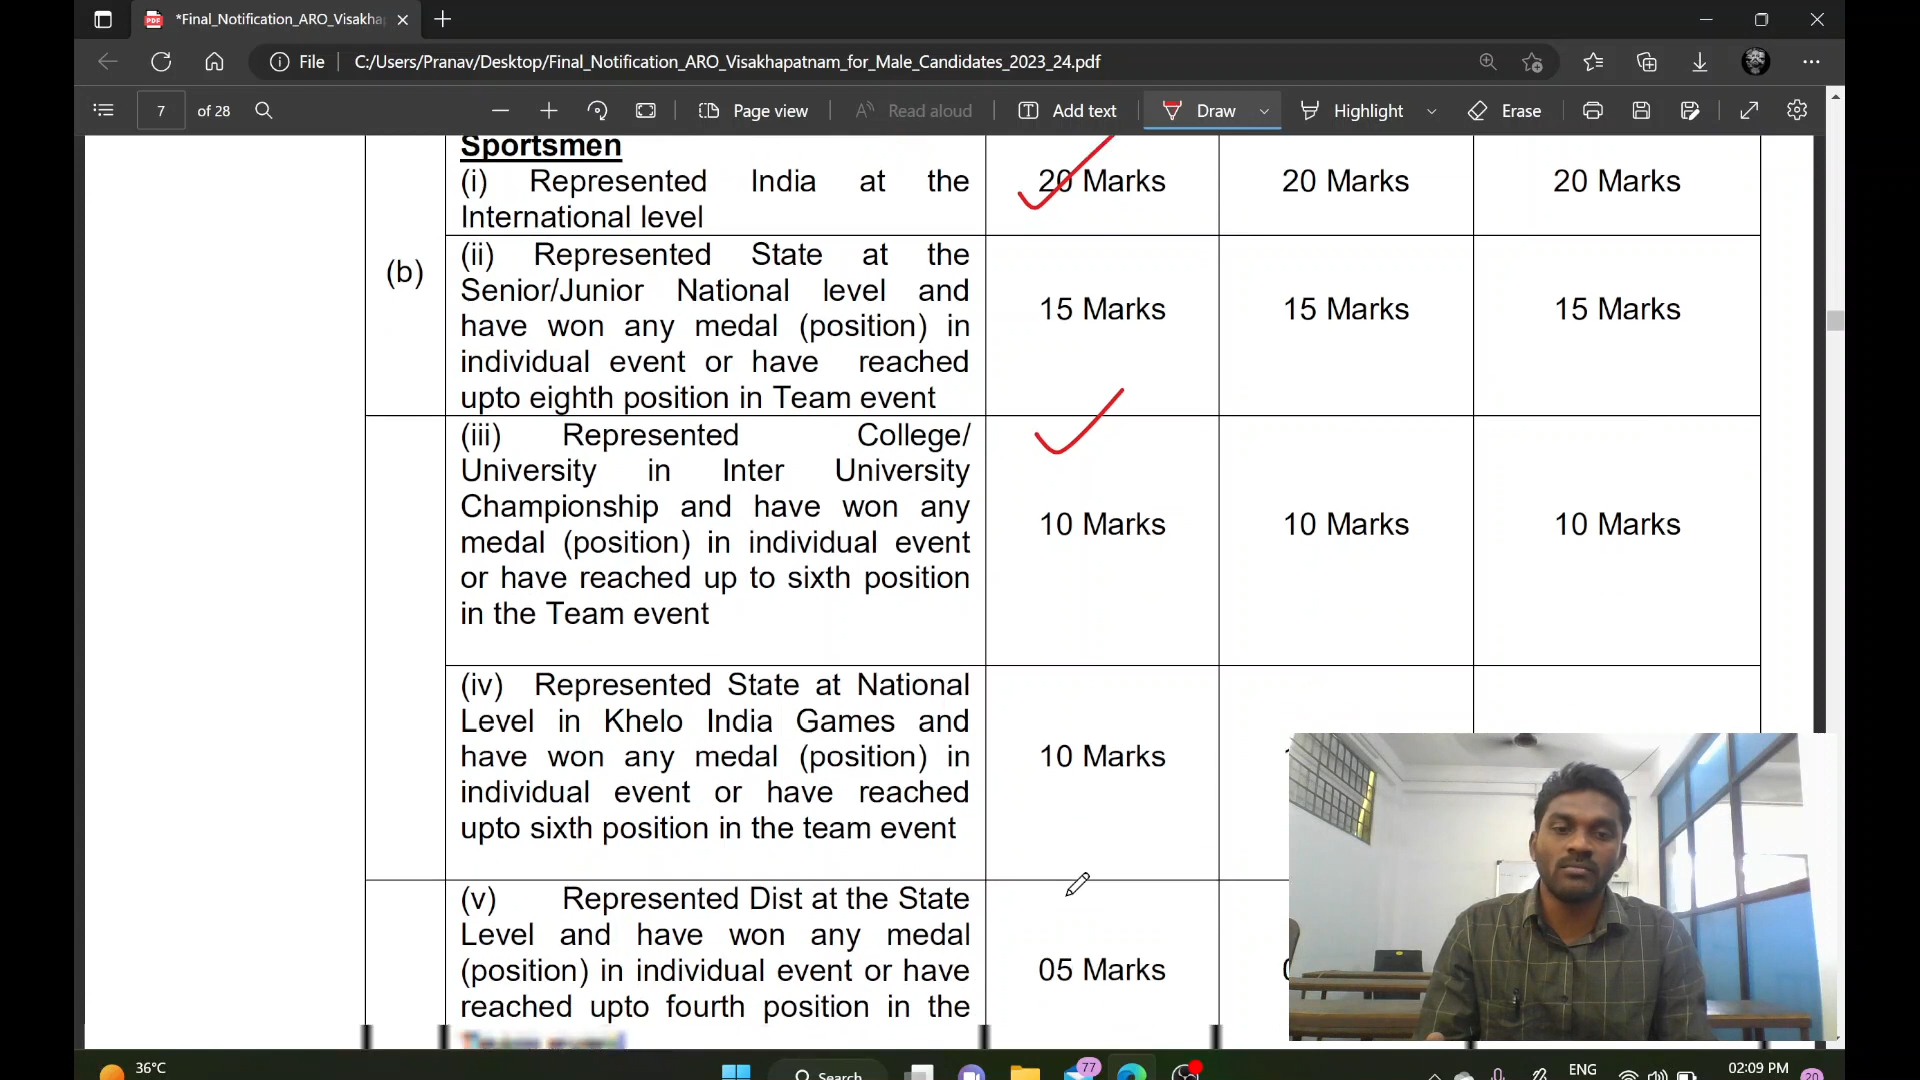 *Final_Notification_ARO_Visakha
File C:/Users/Pranav/Desktop/Final_Notification_ARO_Visakhapatnam_for_Male_Candidates_2023_24.pdf
7 of 28 Page view Read aloud Add text Draw Highlight Erase
Sportsmen
(i) Represented India at the
International level
20 Marks 20 Marks 20 Marks
(b)
(ii) Represented State at the
Senior/Junior National level and
have won any medal (position) in
individual event or have reached
upto eighth position in Team event
15 Marks 15 Marks 15 Marks
(iii) Represented College/
University in Inter University
Championship and have won any
medal (position) in individual event
or have reached up to sixth position
in the Team event
10 Marks 10 Marks 10 Marks
(iv) Represented State at National
Level in Khelo India Games and
have won any medal (position) in
individual event or have reached
upto sixth position in the team event
10 Marks
(v) Represented Dist at the State
Level and have won any medal
(position) in individual event or have
reached upto fourth position in the
05 Marks
36°C Search 77 ENG 02:09 PM 20